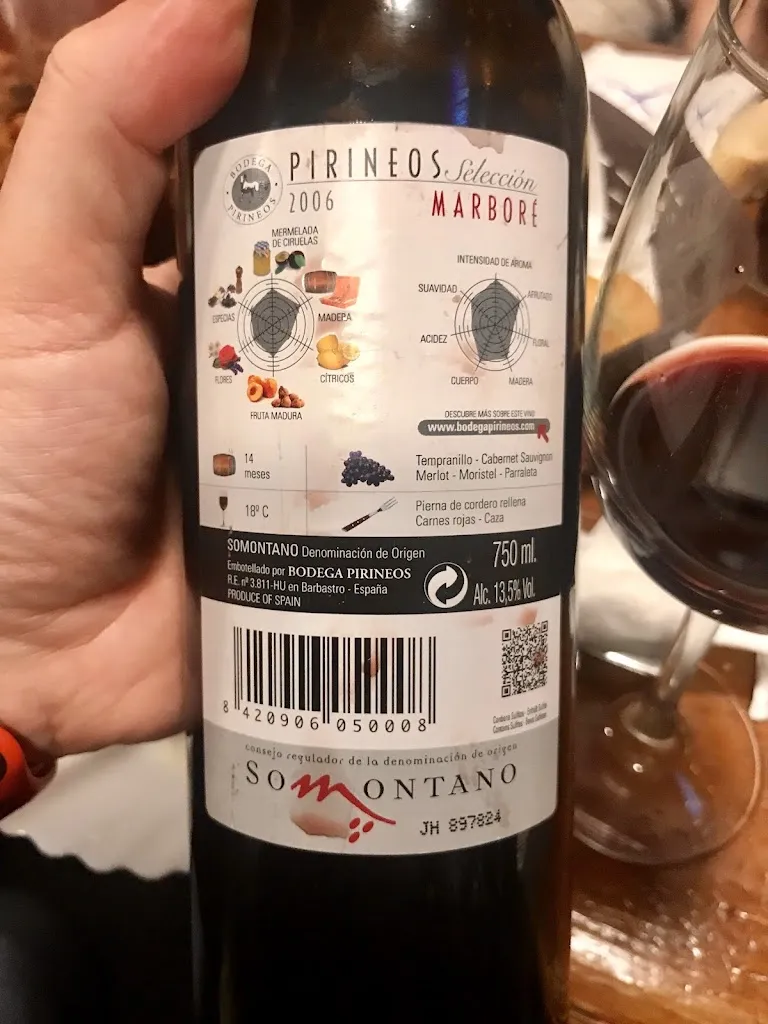 BODEGA PIRINEOS
PIRINEOS Selección
2006 MARBORÉ
MERMELADA
DE CIRUELAS
MADERA
CÍTRICOS
FRUTA MADURA
FLORES
ESPECIAS
INTENSIDAD DE AROMA
AFRUTADO
FLORAL
MADERA
CUERPO
ACIDEZ
SUAVIDAD
DESCUBRE MÁS SOBRE ESTE VINO
www.bodegapirineos.com
14
meses
Tempranillo - Cabernet Sauvignon
Merlot - Moristel - Parraleta
18º C
Pierna de cordero rellena
Carnes rojas - Caza
SOMONTANO Denominación de Origen
Embotellado por BODEGA PIRINEOS
R.E. nº 3.811-HU en Barbastro - España
PRODUCE OF SPAIN
750 ml.
Alc. 13,5% Vol.
8 420906 050008
consejo regulador de la denominación de origen
SOMONTANO
JH 897824